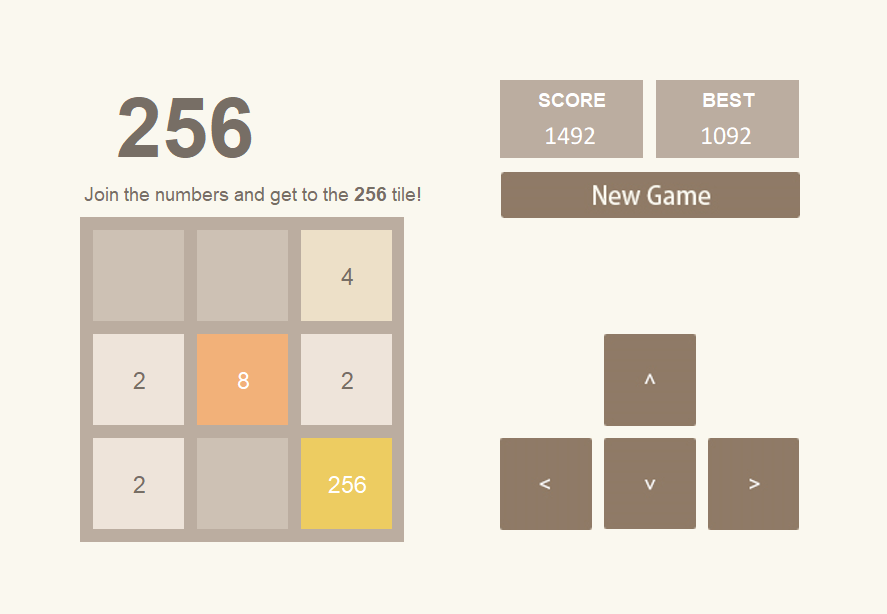 256
Join the numbers and get to the 256 tile!
SCORE
1492
BEST
1092
New Game
4
2 8 2
2 256
^
< v >